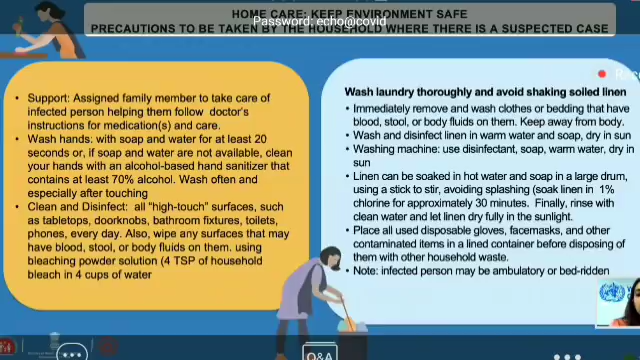 HOME CARE: KEEP ENVIRONMENT SAFE
Password: echo@covid
PRECAUTIONS TO BE TAKEN BY THE HOUSEHOLD WHERE THERE IS A SUSPECTED CASE
Rec
• Support: Assigned family member to take care of
infected person helping them follow doctor's
instructions for medication(s) and care.
• Wash hands: with soap and water for at least 20
seconds or, if soap and water are not available, clean
your hands with an alcohol-based hand sanitizer that
contains at least 70% alcohol. Wash often and
especially after touching
• Clean and Disinfect: all "high-touch" surfaces, such
as tabletops, doorknobs, bathroom fixtures, toilets,
phones, every day. Also, wipe any surfaces that may
have blood, stool, or body fluids on them. using
bleaching powder solution (4 TSP of household
bleach in 4 cups of water
Wash laundry thoroughly and avoid shaking soiled linen
• Immediately remove and wash clothes or bedding that have
blood, stool, or body fluids on them. Keep away from body.
• Wash and disinfect linen in warm water and soap, dry in sun
• Washing machine: use disinfectant, soap, warm water, dry in
sun
• Linen can be soaked in hot water and soap in a large drum,
using a stick to stir, avoiding splashing (soak linen in 1%
chlorine for approximately 30 minutes. Finally, rinse with
clean water and let linen dry fully in the sunlight.
• Place all used disposable gloves, facemasks, and other
contaminated items in a lined container before disposing of
them with other household waste.
• Note: infected person may be ambulatory or bed-ridden
Q&A